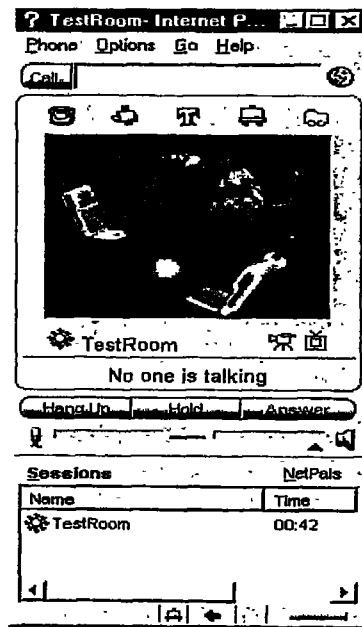 ? TestRoom- Internet P...
Phone Options Go Help
Call
TestRoom
No one is talking
Hang Up Hold Answer
Sessions NetPals
Name Time
TestRoom 00:42